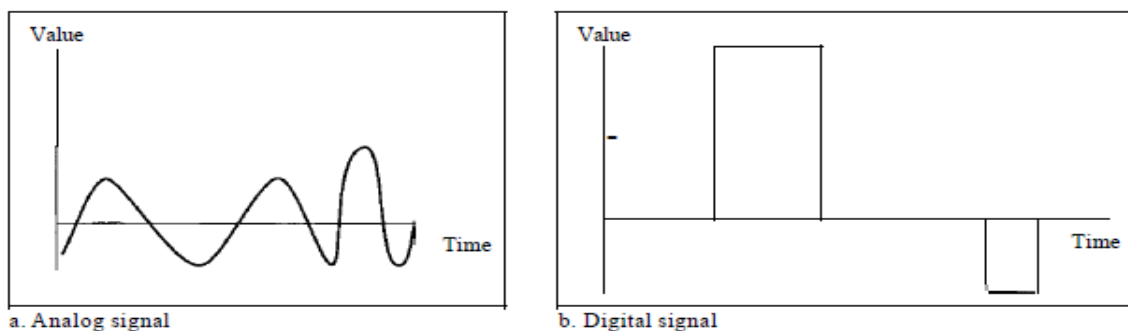 Value
Time
a. Analog signal
Value
Time
b. Digital signal